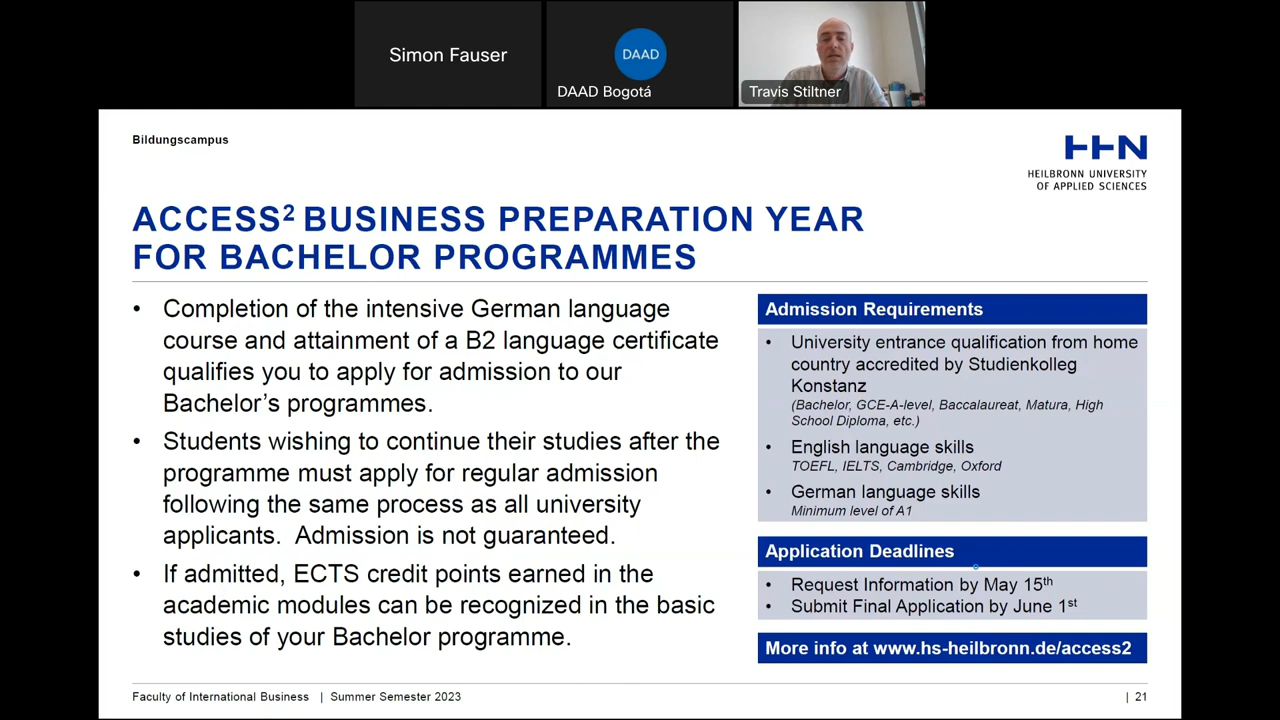 Simon Fauser
DAAD
DAAD Bogotá
Travis Stiltner
Bildungscampus
HHN
HEILBRONN UNIVERSITY
OF APPLIED SCIENCES
ACCESS² BUSINESS PREPARATION YEAR
FOR BACHELOR PROGRAMMES
• Completion of the intensive German language
course and attainment of a B2 language certificate
qualifies you to apply for admission to our
Bachelor’s programmes.
• Students wishing to continue their studies after the
programme must apply for regular admission
following the same process as all university
applicants.  Admission is not guaranteed.
• If admitted, ECTS credit points earned in the
academic modules can be recognized in the basic
studies of your Bachelor programme.
Admission Requirements
• University entrance qualification from home
country accredited by Studienkolleg
Konstanz
(Bachelor, GCE-A-level, Baccalaureat, Matura, High
School Diploma, etc.)
• English language skills
TOEFL, IELTS, Cambridge, Oxford
• German language skills
Minimum level of A1
Application Deadlines
• Request Information by May 15th
• Submit Final Application by June 1st
More info at www.hs-heilbronn.de/access2
Faculty of International Business | Summer Semester 2023
| 21